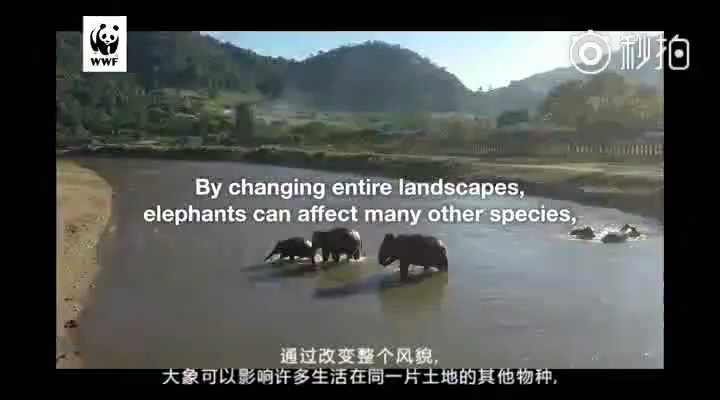 WWF
秒拍
By changing entire landscapes,
elephants can affect many other species,
通过改变整个风貌,
大象可以影响许多生活在同一片土地的其他物种,